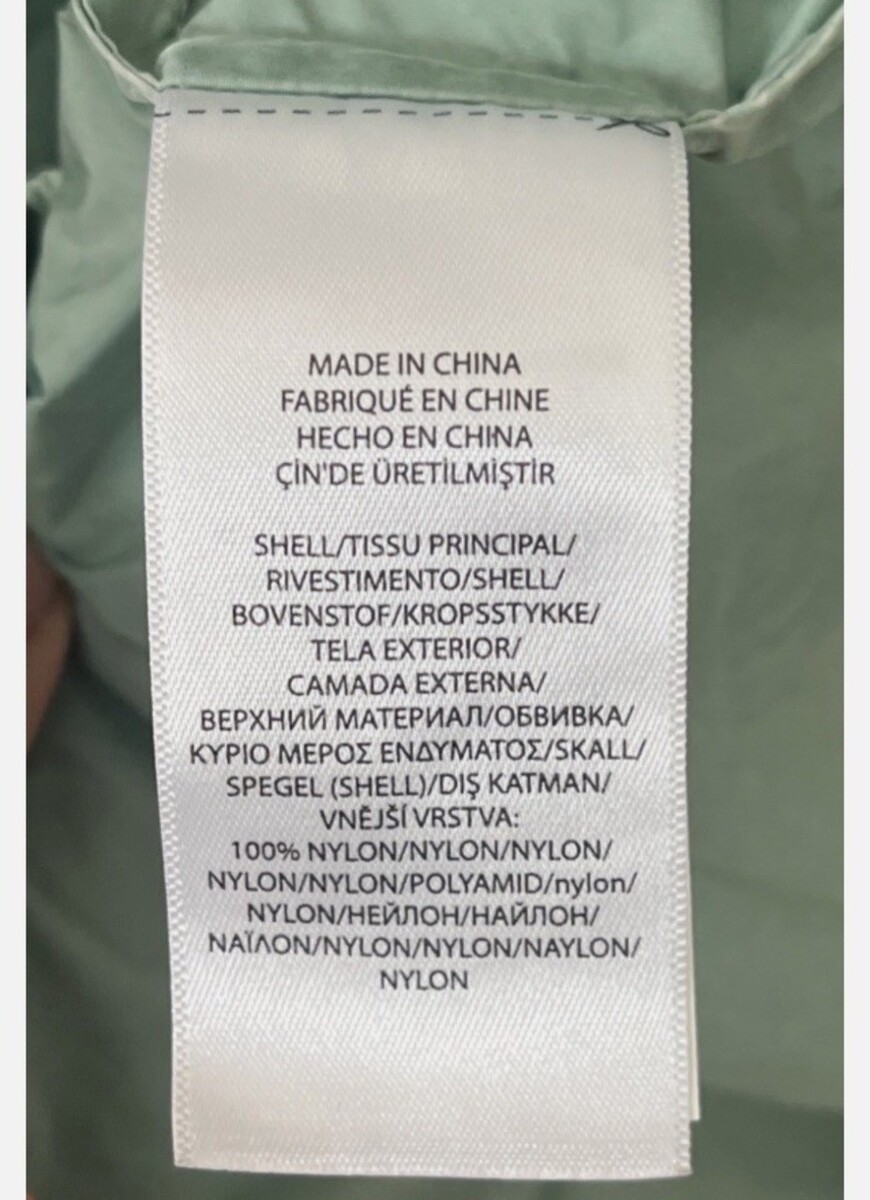 MADE IN CHINA
FABRIQUÉ EN CHINE
HECHO EN CHINA
ÇİN'DE ÜRETİLMİŞTİR
SHELL/TISSU PRINCIPAL/
RIVESTIMENTO/SHELL/
BOVENSTOF/KROPSSTYKKE/
TELA EXTERIOR/
CAMADA EXTERNA/
ВЕРХНИЙ МАТЕРИАЛ/ОБВИВКА/
ΚΥΡΙΟ ΜΕΡΟΣ ΕΝΔΥΜΑΤΟΣ/SKALL/
SPEGEL (SHELL)/DIŞ KATMAN/
VNĚJŠÍ VRSTVA:
100% NYLON/NYLON/NYLON/
NYLON/NYLON/POLYAMID/nylon/
NYLON/НЕЙЛОН/НАЙЛОН/
ΝΑΪΛΟΝ/NYLON/NYLON/NAYLON/
NYLON